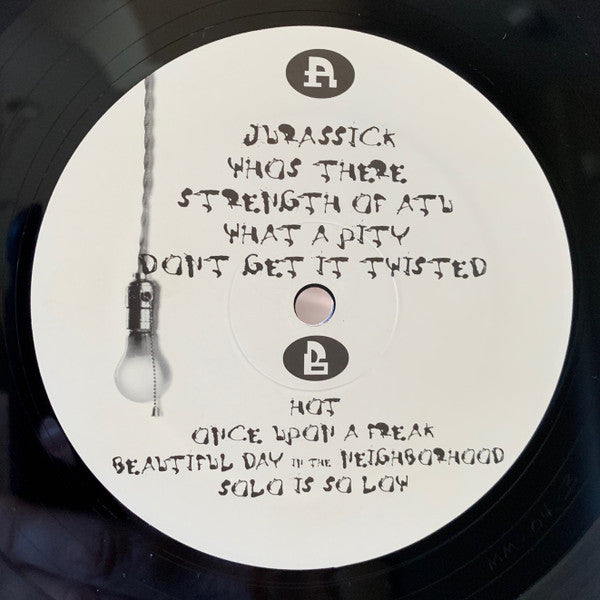 A
JURASSICK
WHOS THERE
STRENGTH OF ATU
WHAT A PITY
DONT GET IT TWISTED
B
HOT
ONCE UPON A FREAK
BEAUTIFUL DAY IN THE NEIGHBORHOOD
SOLO IS SO LOW